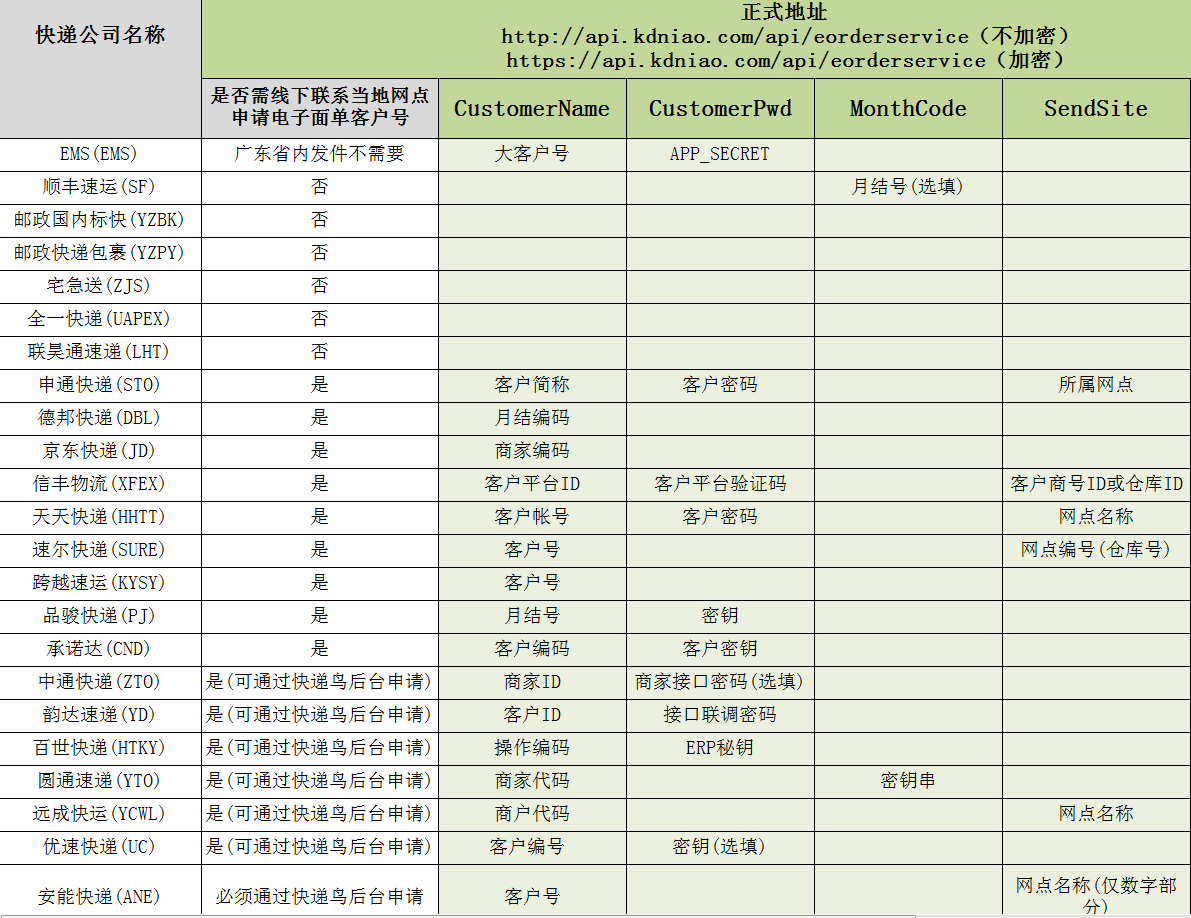 快递公司名称
正式地址
http://api.kdniao.com/api/eorderservice（不加密）
https://api.kdniao.com/api/eorderservice（加密）
是否需线下联系当地网点
申请电子面单客户号
CustomerName
CustomerPwd
MonthCode
SendSite
EMS(EMS) 广东省内发件不需要 大客户号 APP_SECRET
顺丰速运(SF) 否 月结号(选填)
邮政国内标快(YZBK) 否
邮政快递包裹(YZPY) 否
宅急送(ZJS) 否
全一快递(UAPEX) 否
联昊通速递(LHT) 否
申通快递(STO) 是 客户简称 客户密码 所属网点
德邦快递(DBL) 是 月结编码
京东快递(JD) 是 商家编码
信丰物流(XFEX) 是 客户平台ID 客户平台验证码 客户商号ID或仓库ID
天天快递(HHTT) 是 客户帐号 客户密码 网点名称
速尔快递(SURE) 是 客户号 网点编号(仓库号)
跨越速运(KYSY) 是 客户号
品骏快递(PJ) 是 月结号 密钥
承诺达(CND) 是 客户编码 客户密钥
中通快递(ZTO) 是(可通过快递鸟后台申请) 商家ID 商家接口密码(选填)
韵达速递(YD) 是(可通过快递鸟后台申请) 客户ID 接口联调密码
百世快递(HTKY) 是(可通过快递鸟后台申请) 操作编码 ERP秘钥
圆通速递(YTO) 是(可通过快递鸟后台申请) 商家代码 密钥串
远成快运(YCWL) 是(可通过快递鸟后台申请) 商户代码 网点名称
优速快递(UC) 是(可通过快递鸟后台申请) 客户编号 密钥(选填)
安能快递(ANE) 必须通过快递鸟后台申请 客户号 网点名称(仅数字部
分)